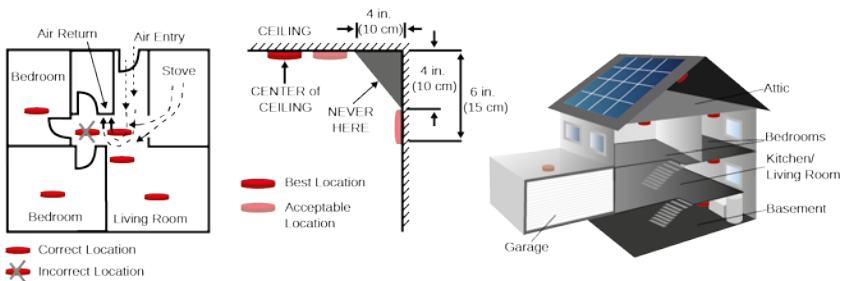 Air Return
Air Entry
Stove
Bedroom
Bedroom
Living Room
Correct Location
Incorrect Location
CEILING
4 in.
(10 cm)
4 in.
(10 cm)
6 in.
(15 cm)
CENTER of
CEILING
NEVER
HERE
Best Location
Acceptable
Location
Attic
Bedrooms
Kitchen/
Living Room
Basement
Garage